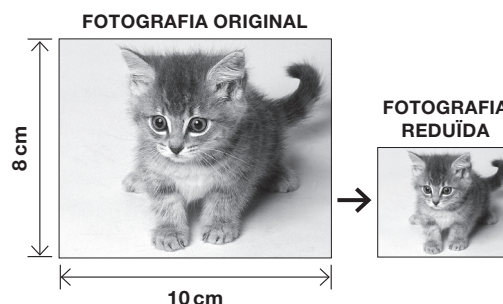 FOTOGRAFIA ORIGINAL
8 cm
10 cm
FOTOGRAFIA
REDUÏDA